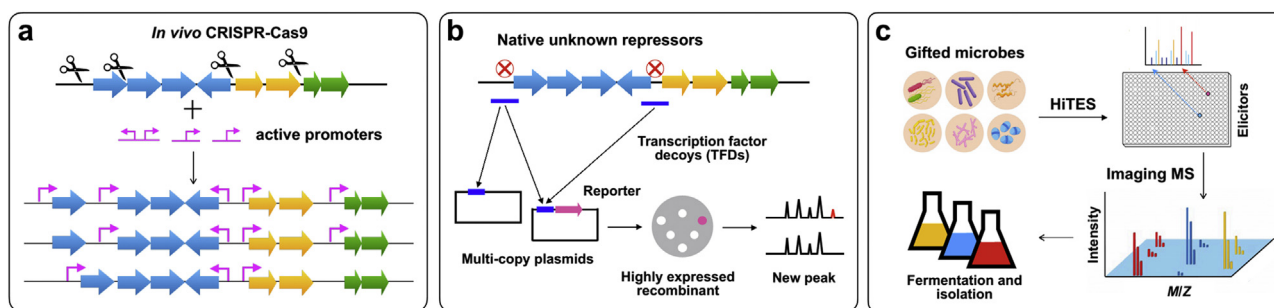 a
In vivo CRISPR-Cas9
+
active promoters
b
Native unknown repressors
Transcription factor
decoys (TFDs)
Reporter
Multi-copy plasmids
Highly expressed
recombinant
New peak
c
Gifted microbes
HiTES
Elicitors
Imaging MS
Fermentation and
isolation
Intensity
M/Z